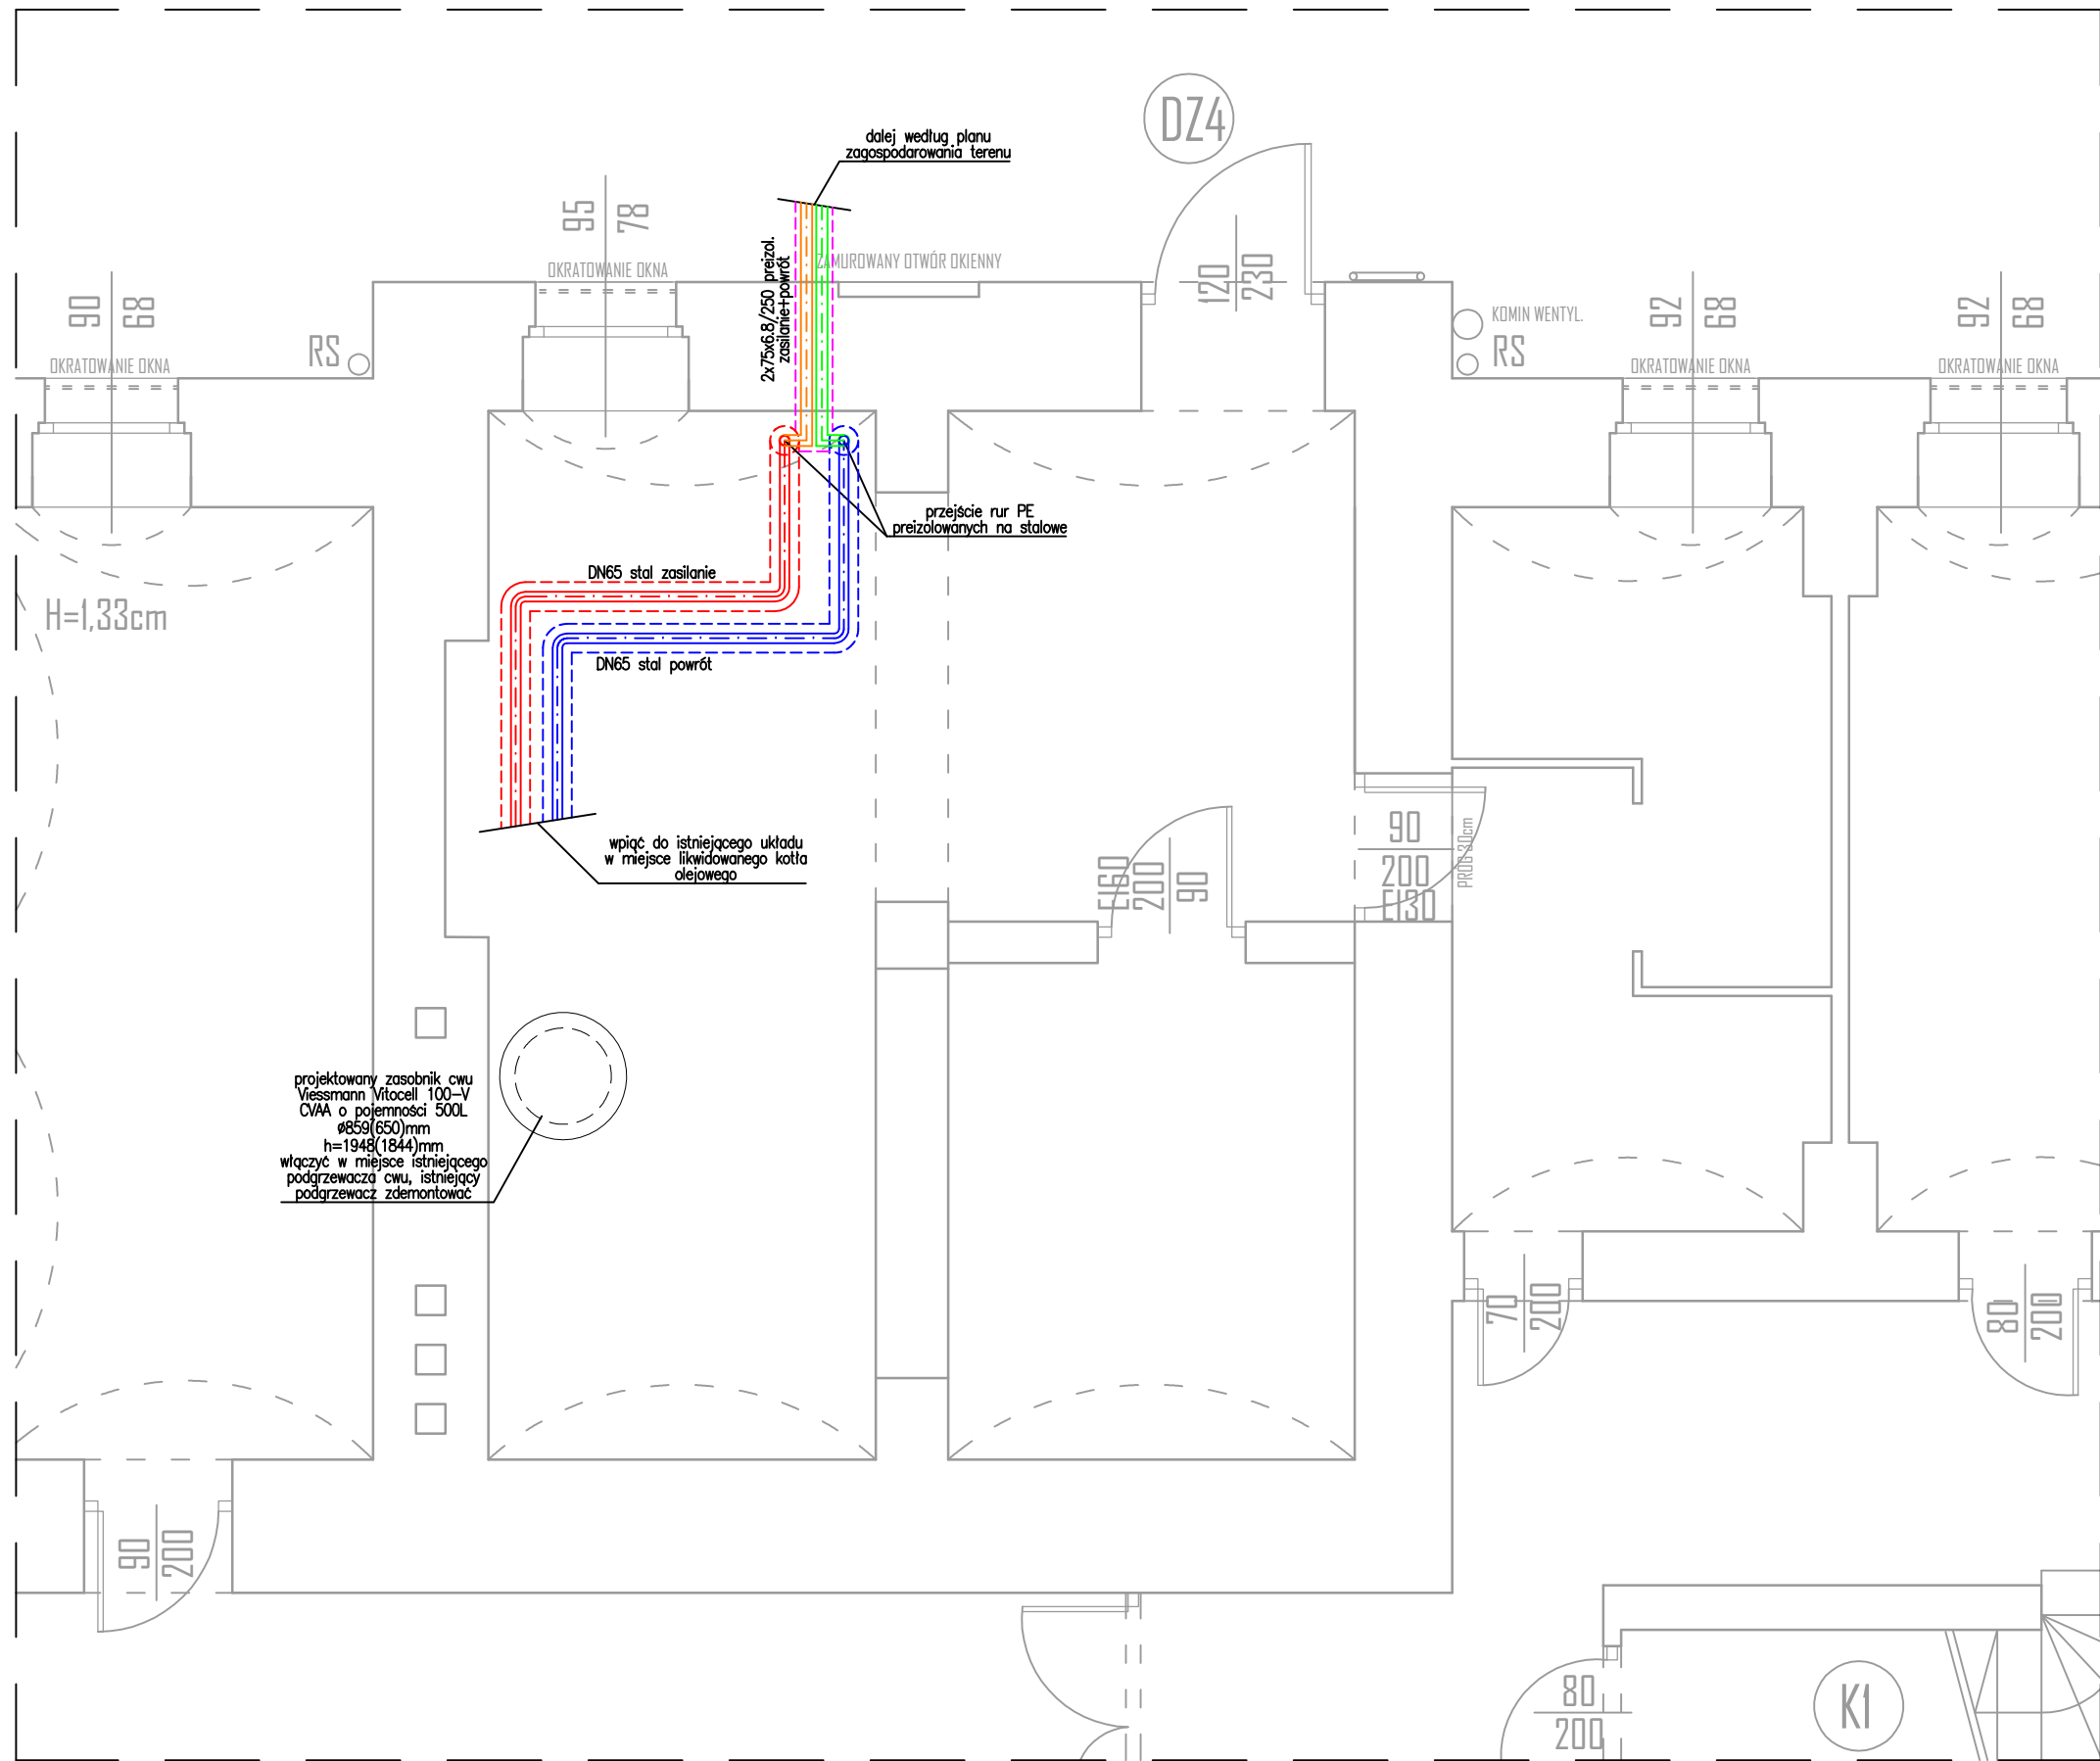 DZ4
dalej według planu
zagospodarowania terenu
95
78
OKRATOWANIE OKNA
2x75x6.8/250 preizol.
zasilanie+powrót
ZAMUROWANY OTWÓR OKIENNY
120
230
90
68
OKRATOWANIE OKNA
RS
KOMIN WENTYL.
RS
92
68
OKRATOWANIE OKNA
92
68
OKRATOWANIE OKNA
przejście rur PE
preizolowanych na stalowe
DN65 stal zasilanie
H=1,33cm
DN65 stal powrót
wpiąć do istniejącego układu
w miejsce likwidowanego kotła
olejowego
EI60
200
90
90
200
EI30
PRÓG 30cm
projektowany zasobnik cwu
Viessmann Vitocell 100-V
CVAA o pojemności 500L
ø859(650)mm
h=1948(1844)mm
włączyć w miejsce istniejącego
podgrzewacza cwu, istniejący
podgrzewacz zdemontować
70
200
80
200
90
200
80
200
K1